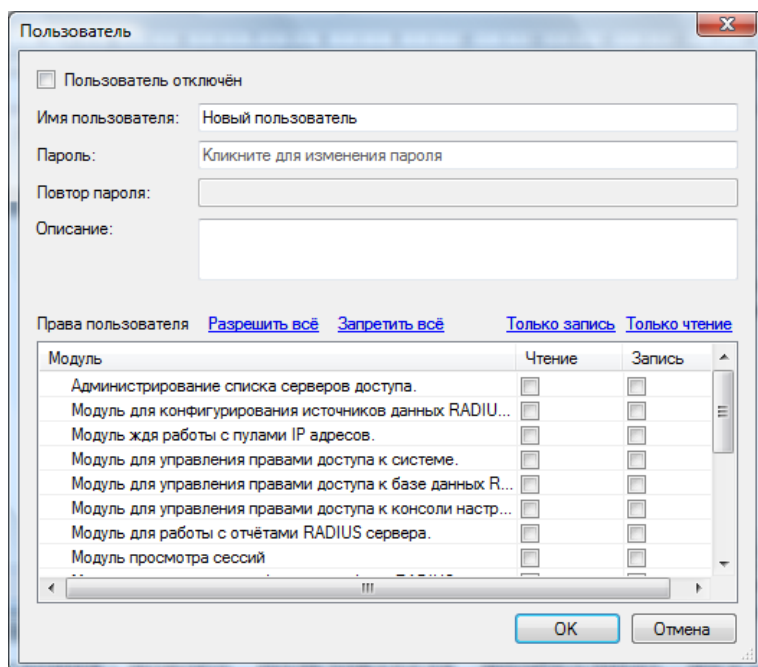 Пользователь
Пользователь отключён
Имя пользователя: Новый пользователь
Пароль: Кликните для изменения пароля
Повтор пароля:
Описание:
Права пользователя Разрешить всё Запретить всё Только запись Только чтение
Модуль Чтение Запись
Администрирование списка серверов доступа.
Модуль для конфигурирования источников данных RADIU...
Модуль ждя работы с пулами IP адресов.
Модуль для управления правами доступа к системе.
Модуль для управления правами доступа к базе данных R...
Модуль для управления правами доступа к консоли настр...
Модуль для работы с отчётами RADIUS сервера.
Модуль просмотра сессий
OK Отмена